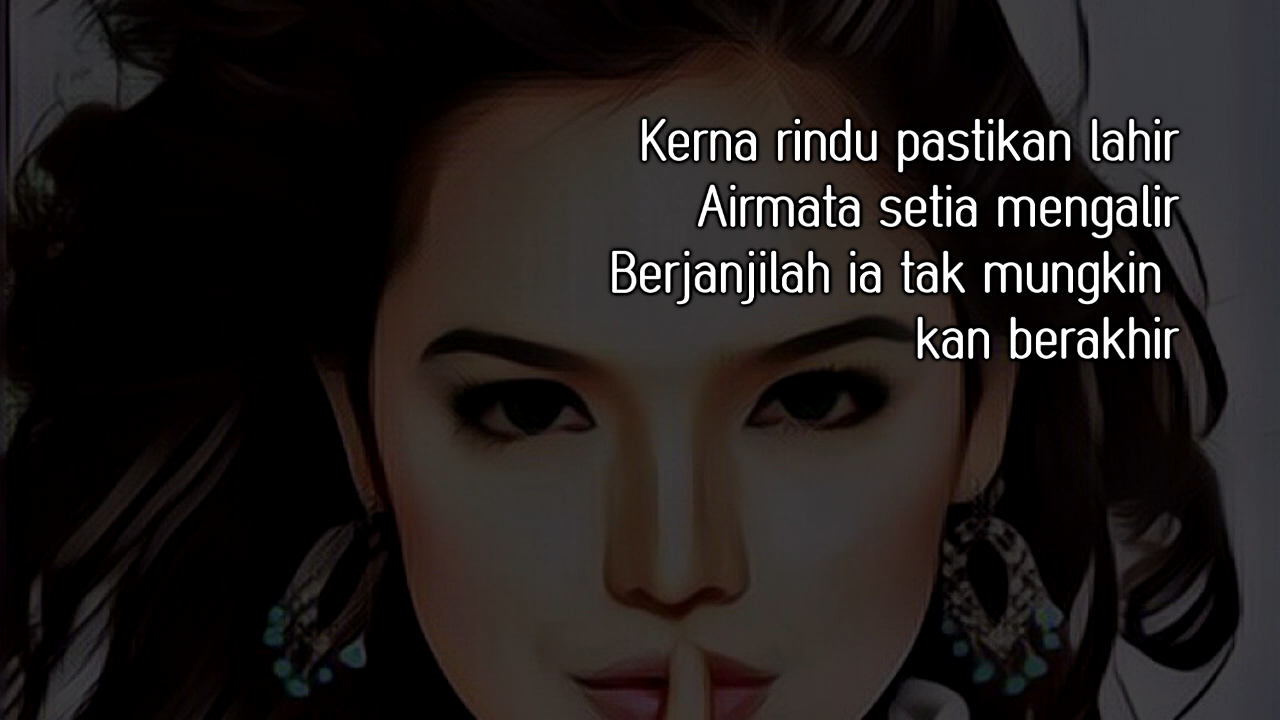 Kerna rindu pastikan lahir
Airmata setia mengalir
Berjanjilah ia tak mungkin
kan berakhir